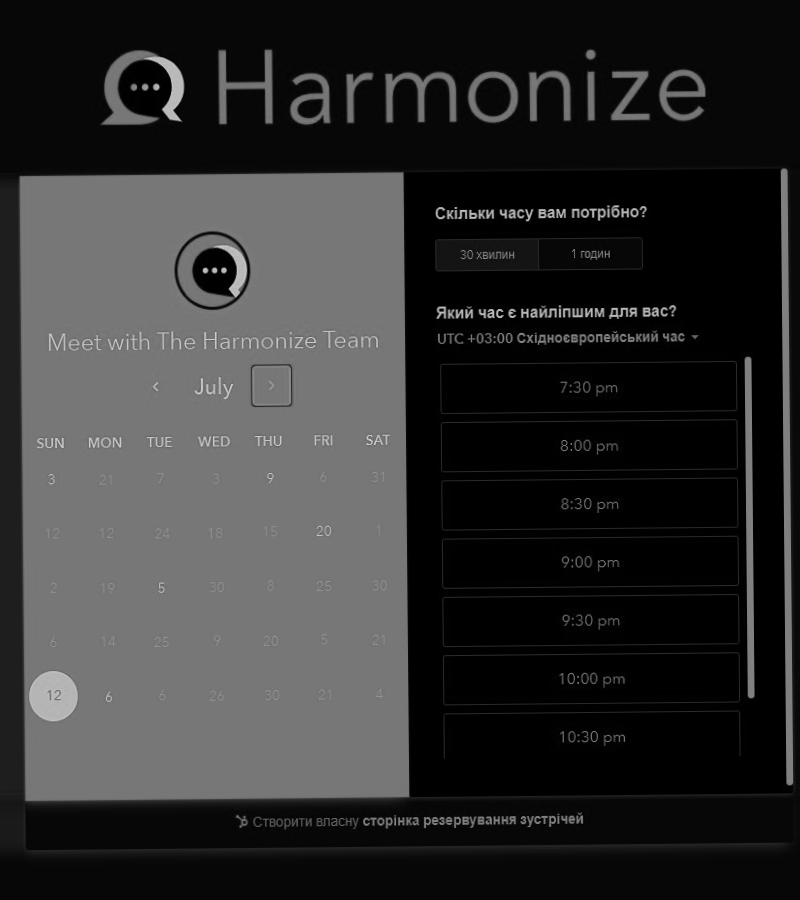 Harmonize
Meet with The Harmonize Team
July
SUN MON TUE WED THU FRI SAT
3 21 7 3 9 6 31
12 12 24 18 15 20 1
2 19 5 30 8 25 30
6 14 25 9 20 5 21
12 6 6 26 30 21 4
Скільки часу вам потрібно?
30 хвилин 1 годин
Який час є найліпшим для вас?
UTC +03:00 Східноєвропейський час
7:30 pm
8:00 pm
8:30 pm
9:00 pm
9:30 pm
10:00 pm
10:30 pm
Створити власну сторінка резервування зустрічей